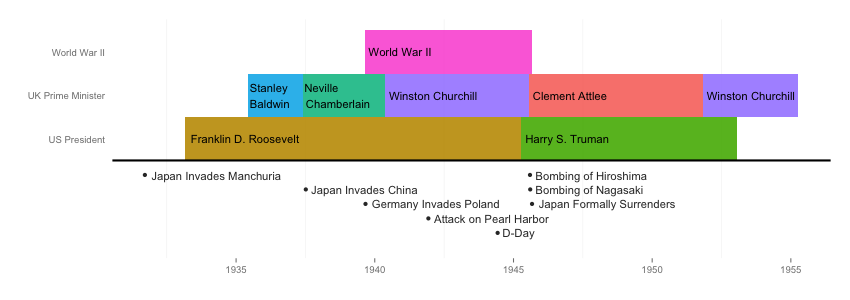 World War II
World War II
UK Prime Minister
Stanley
Baldwin
Neville
Chamberlain
Winston Churchill
Clement Attlee
Winston Churchill
US President
Franklin D. Roosevelt
Harry S. Truman
Japan Invades Manchuria
Bombing of Hiroshima
Japan Invades China
Bombing of Nagasaki
Germany Invades Poland
Japan Formally Surrenders
Attack on Pearl Harbor
D-Day
1935
1940
1945
1950
1955